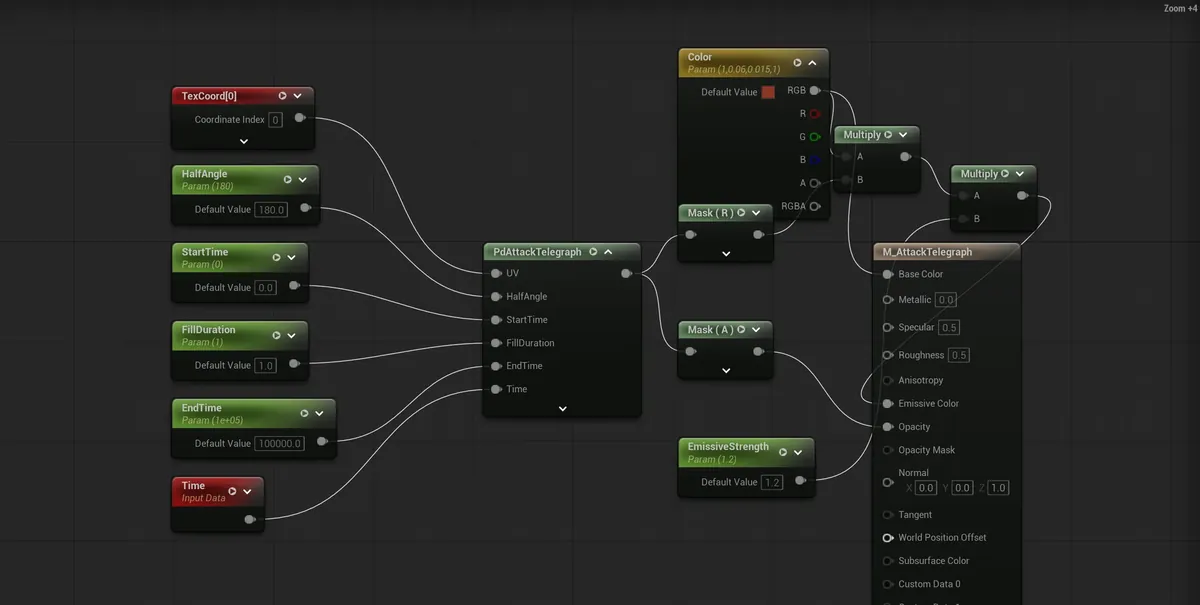 Zoom +4
TexCoord[0]
Coordinate Index 0
HalfAngle
Param (180)
Default Value 180.0
StartTime
Param (0)
Default Value 0.0
FillDuration
Param (1)
Default Value 1.0
EndTime
Param (1e+05)
Default Value 100000.0
Time
Input Data
PdAttackTelegraph
UV
HalfAngle
StartTime
FillDuration
EndTime
Time
Color
Param (1,0.06,0.015,1)
Default Value RGB
R
G
B
A
RGBA
Mask ( R )
Mask ( A )
EmissiveStrength
Param (1.2)
Default Value 1.2
Multiply
A
B
Multiply
A
B
M_AttackTelegraph
Base Color
Metallic 0.0
Specular 0.5
Roughness 0.5
Anisotropy
Emissive Color
Opacity
Opacity Mask
Normal
X 0.0 Y 0.0 Z 1.0
Tangent
World Position Offset
Subsurface Color
Custom Data 0